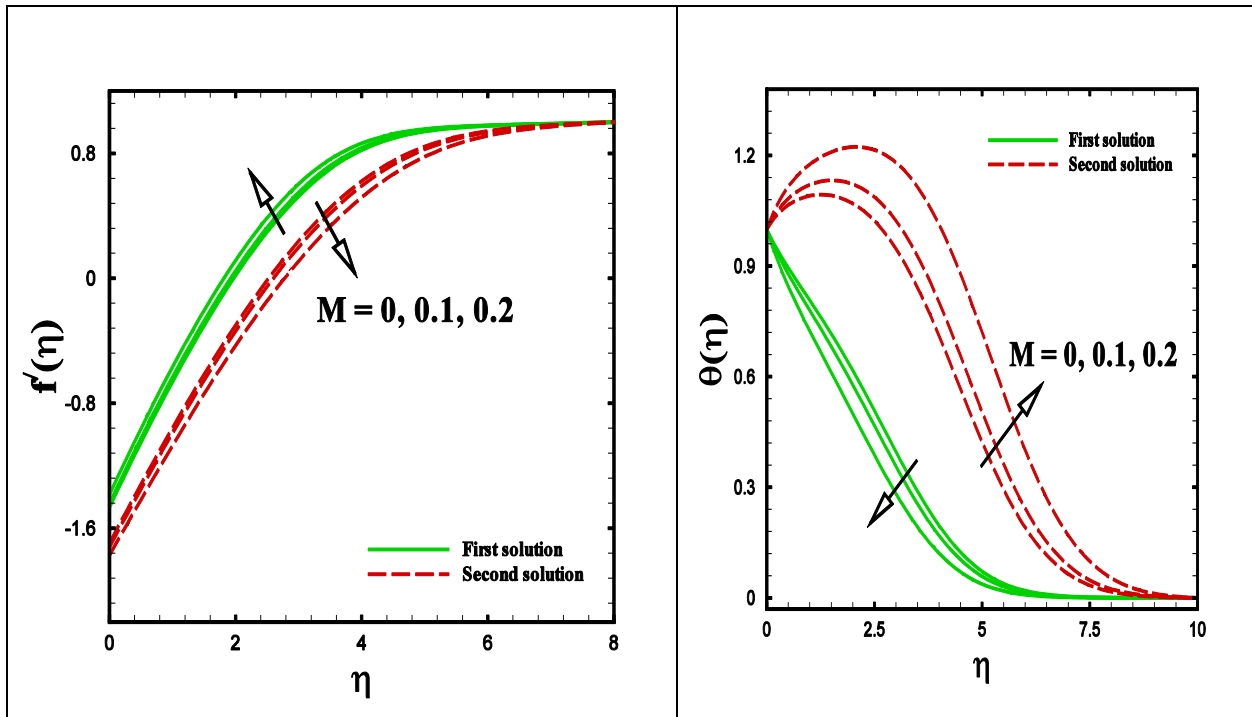 0.8
0
-0.8
-1.6
f′(η)
M = 0, 0.1, 0.2
First solution
Second solution
0 2 4 6 8
η
1.2
0.9
0.6
0.3
0
θ(η)
First solution
Second solution
M = 0, 0.1, 0.2
0 2.5 5 7.5 10
η